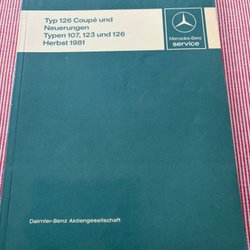 Typ 126 Coupé und
Neuerungen
Typen 107, 123 und 126
Herbst 1981
Mercedes-Benz
service
Daimler-Benz Aktiengesellschaft